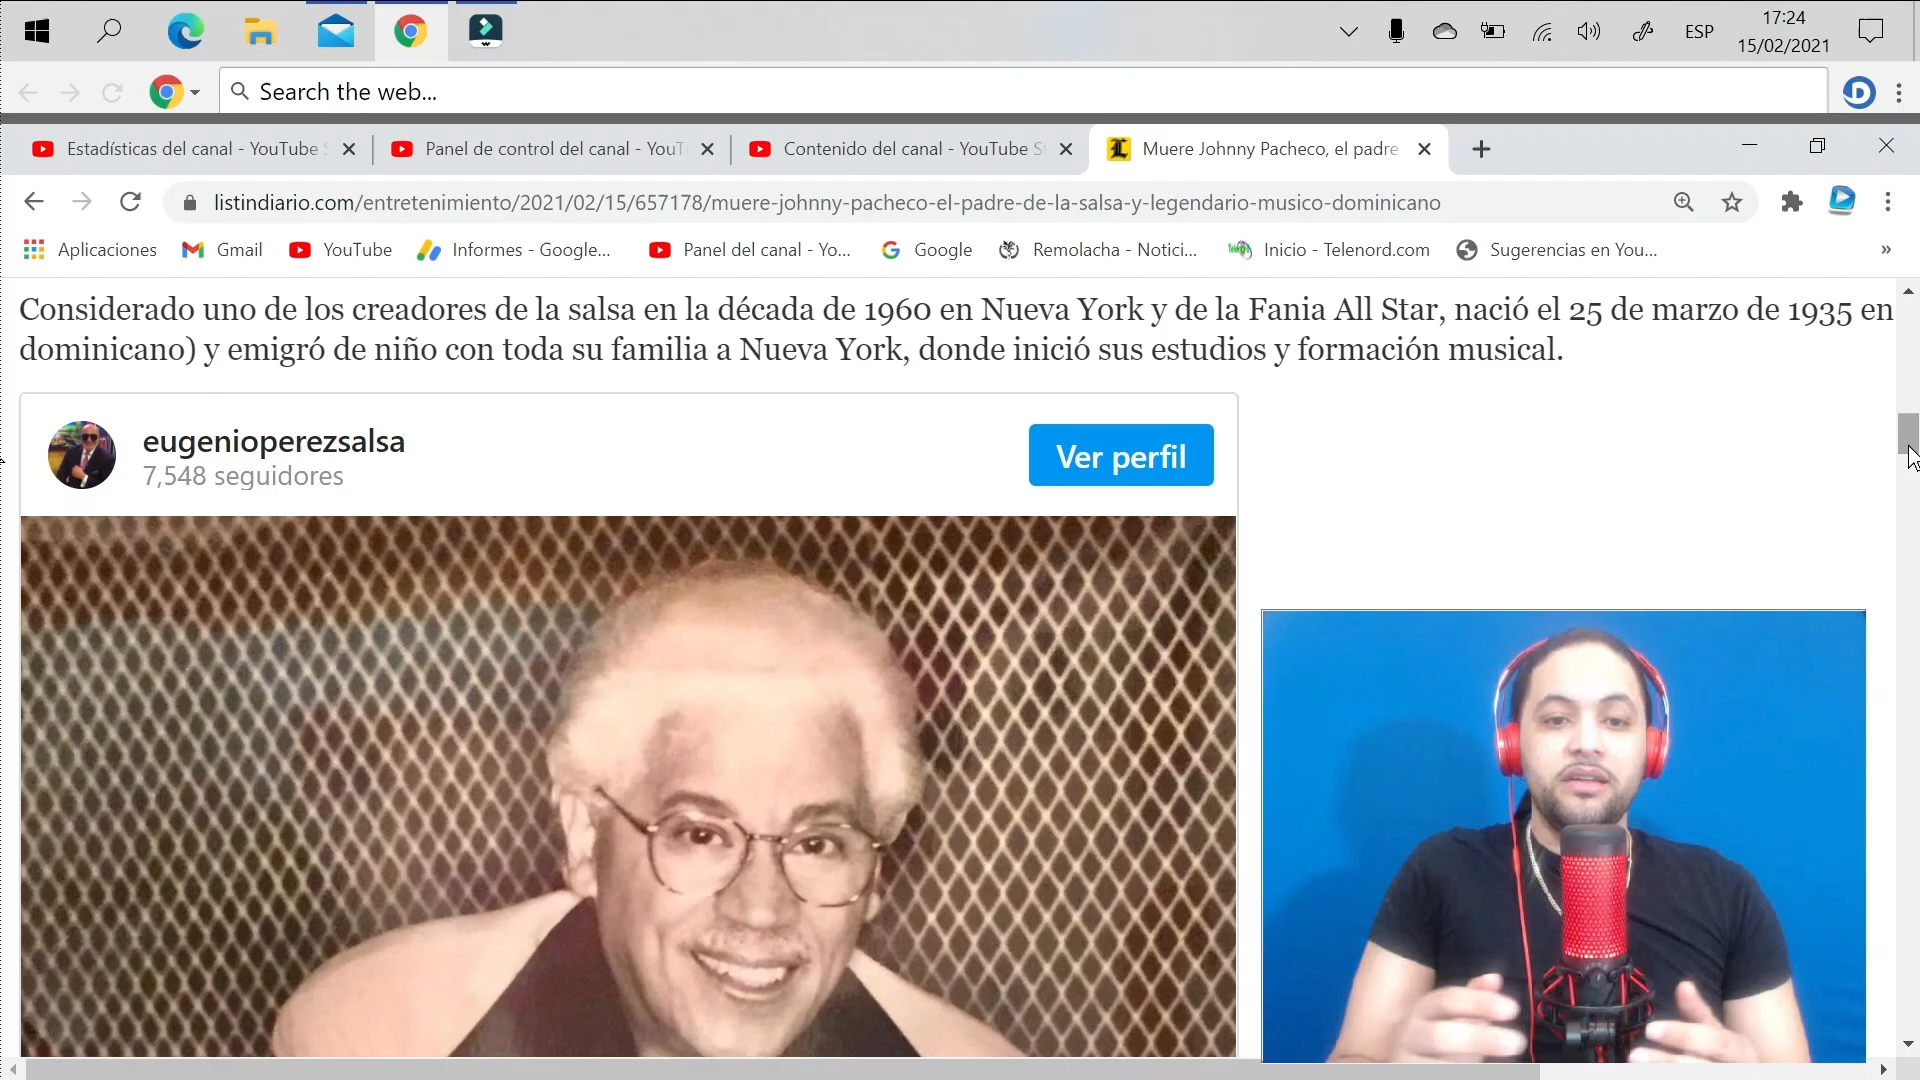 17:24
ESP
15/02/2021
Search the web...
Estadísticas del canal - YouTube S
Panel de control del canal - YouT
Contenido del canal - YouTube St
Muere Johnny Pacheco, el padre
listindiario.com/entretenimiento/2021/02/15/657178/muere-johnny-pacheco-el-padre-de-la-salsa-y-legendario-musico-dominicano
Aplicaciones
Gmail
YouTube
Informes - Google...
Panel del canal - Yo...
Google
Remolacha - Notici...
Inicio - Telenord.com
Sugerencias en You...
Considerado uno de los creadores de la salsa en la década de 1960 en Nueva York y de la Fania All Star, nació el 25 de marzo de 1935 en
dominicano) y emigró de niño con toda su familia a Nueva York, donde inició sus estudios y formación musical.
eugenioperezsalsa
7,548 seguidores
Ver perfil